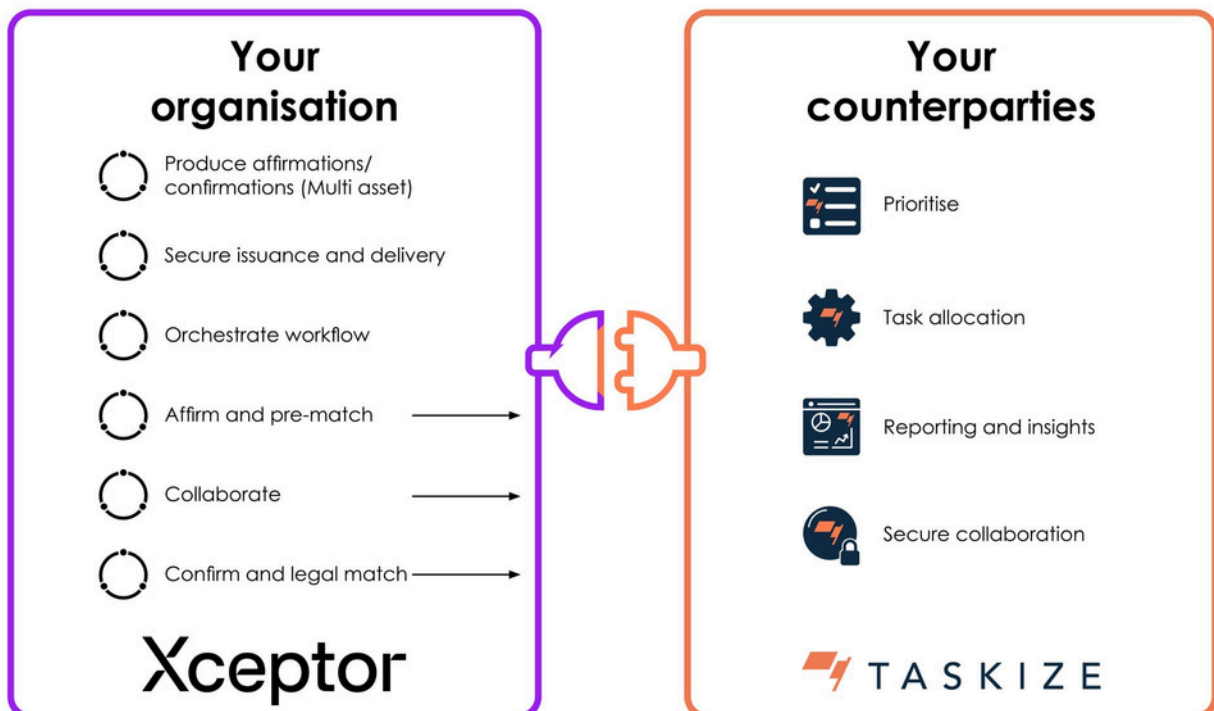 Your
organisation
Produce affirmations/
confirmations (Multi asset)
Secure issuance and delivery
Orchestrate workflow
Affirm and pre-match
Collaborate
Confirm and legal match
Xceptor
Your
counterparties
Prioritise
Task allocation
Reporting and insights
Secure collaboration
TASKIZE